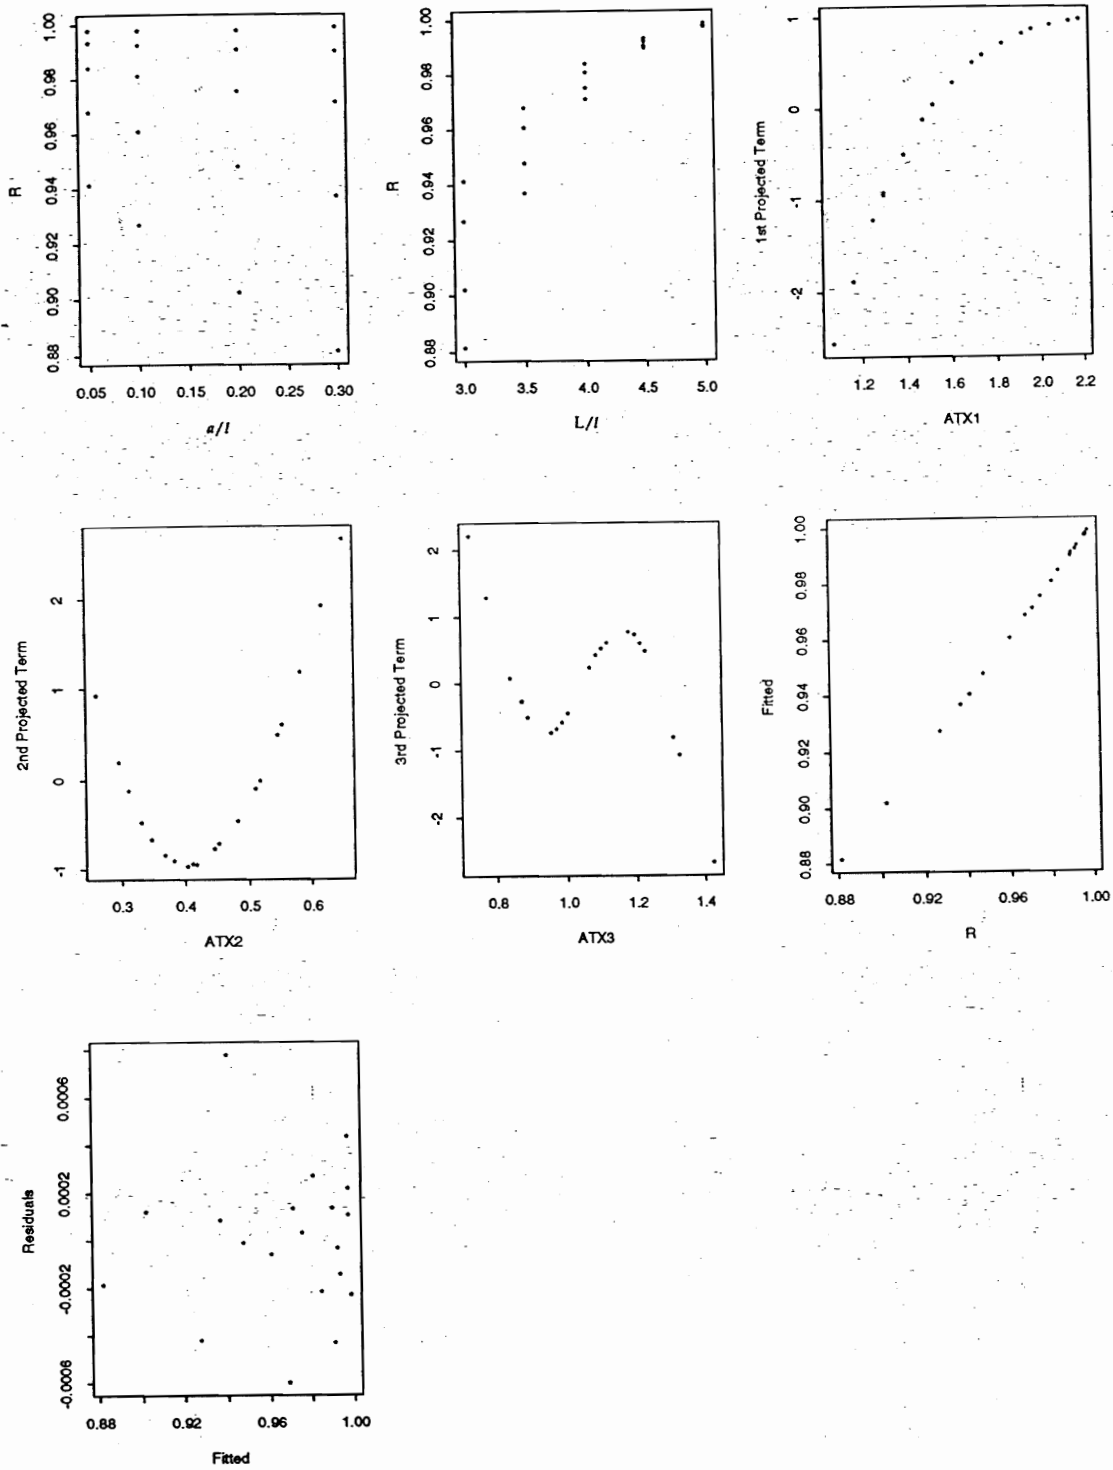 R
1.00
0.98
0.96
0.94
0.92
0.90
0.88
0.05 0.10 0.15 0.20 0.25 0.30
a/l
R
1.00
0.98
0.96
0.94
0.92
0.90
0.88
3.0 3.5 4.0 4.5 5.0
L/l
1st Projected Term
1
0
-1
-2
1.2 1.4 1.6 1.8 2.0 2.2
ATX1
2nd Projected Term
2
1
0
-1
0.3 0.4 0.5 0.6
ATX2
3rd Projected Term
2
1
0
-1
-2
0.8 1.0 1.2 1.4
ATX3
Fitted
1.00
0.98
0.96
0.94
0.92
0.90
0.88
0.88 0.92 0.96 1.00
R
Residuals
0.0006
0.0002
-0.0002
-0.0006
0.88 0.92 0.96 1.00
Fitted